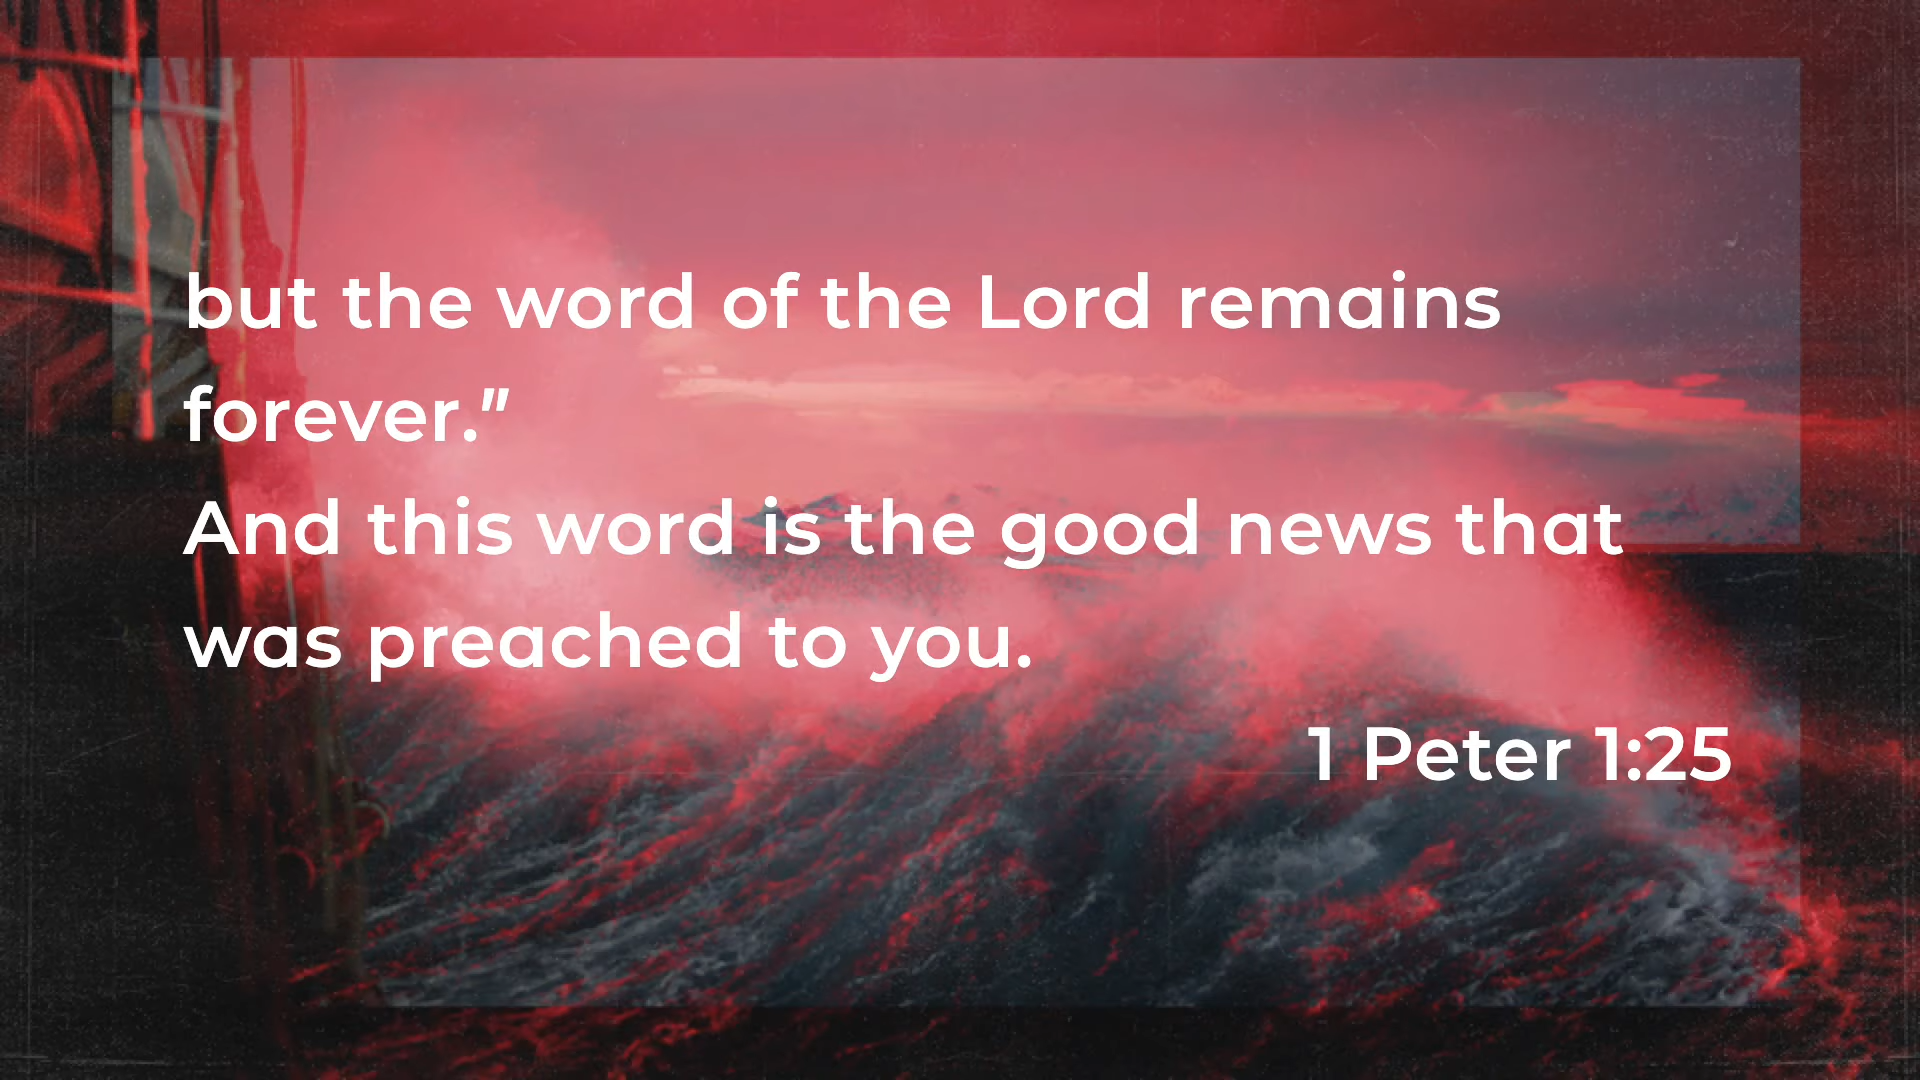 but the word of the Lord remains
forever."
And this word is the good news that
was preached to you.
1 Peter 1:25